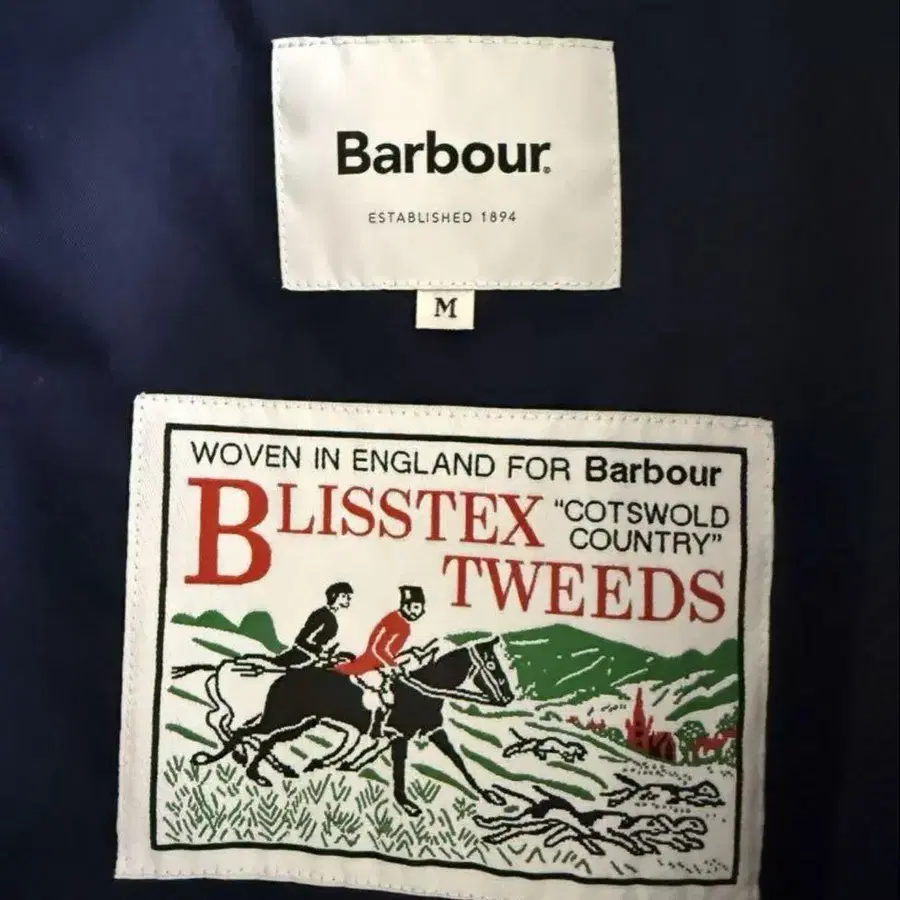 Barbour®
ESTABLISHED 1894
M
WOVEN IN ENGLAND FOR Barbour
BLISSTEX "COTSWOLD
COUNTRY"
TWEEDS